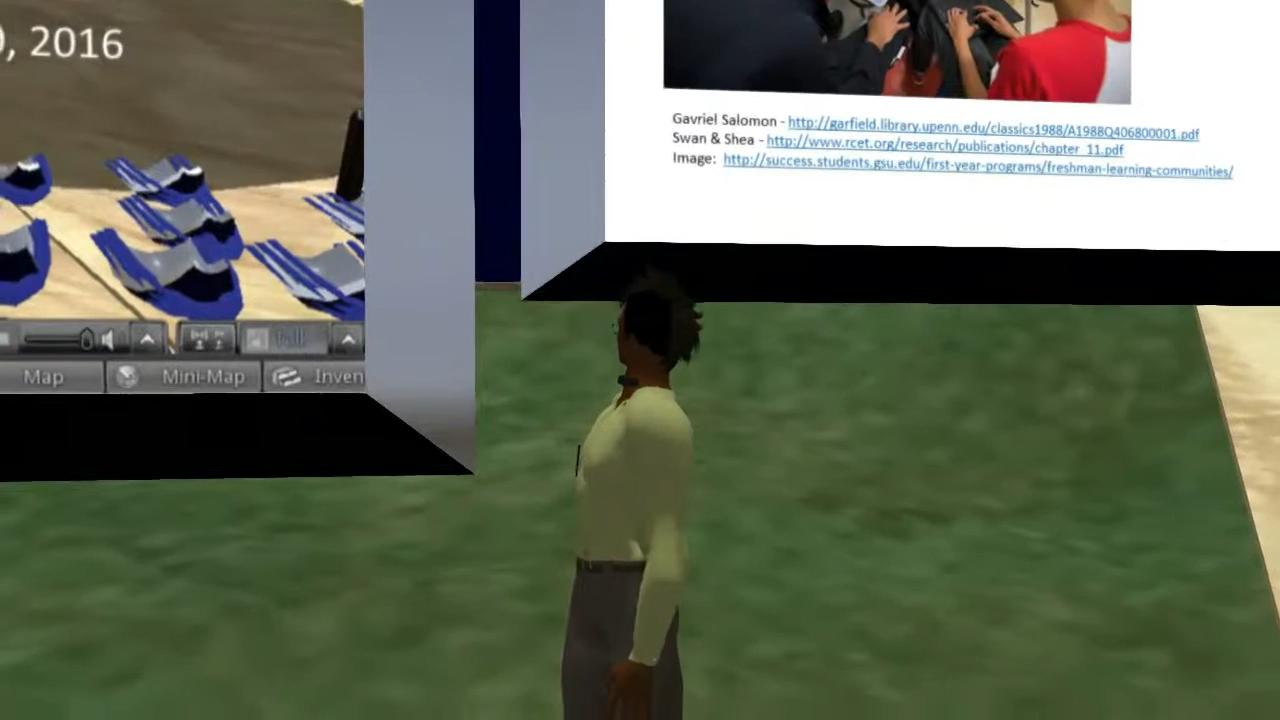 , 2016
Gavriel Salomon - http://garfield.library.upenn.edu/classics1988/A1988Q406800001.pdf
Swan & Shea - http://www.rcet.org/research/publications/chapter_11.pdf
Image: http://success.students.gsu.edu/first-year-programs/freshman-learning-communities/
Talk
Map
Mini-Map
Inven